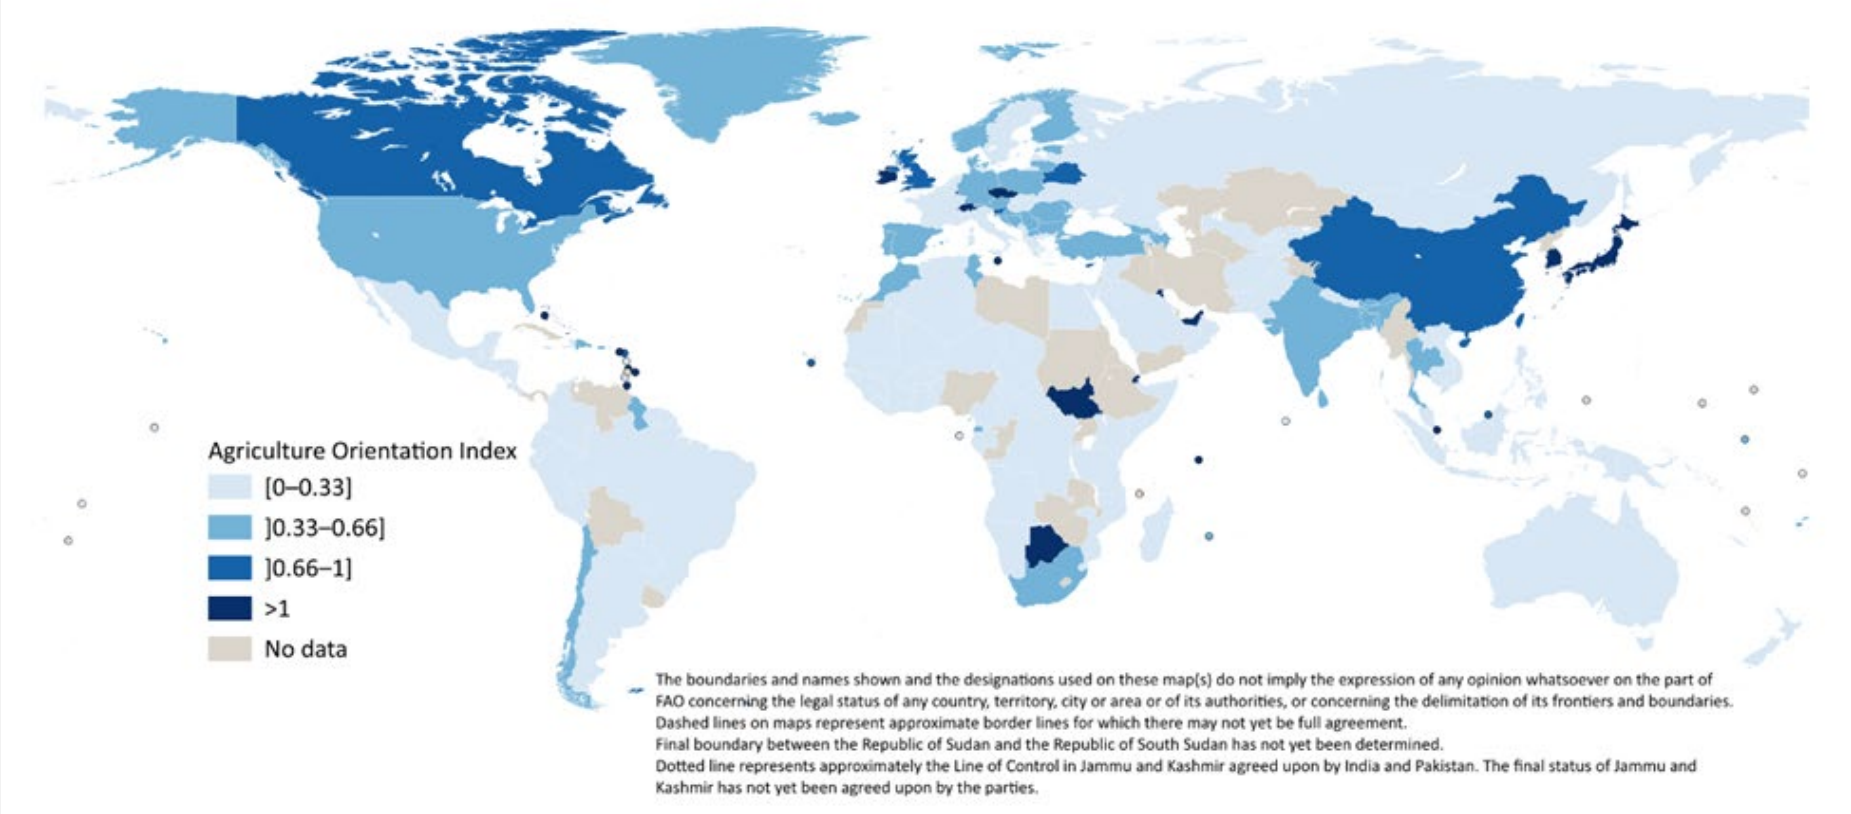 Agriculture Orientation Index
[0–0.33]
]0.33–0.66]
]0.66–1]
>1
No data
The boundaries and names shown and the designations used on these map(s) do not imply the expression of any opinion whatsoever on the part of
FAO concerning the legal status of any country, territory, city or area or of its authorities, or concerning the delimitation of its frontiers and boundaries.
Dashed lines on maps represent approximate border lines for which there may not yet be full agreement.
Final boundary between the Republic of Sudan and the Republic of South Sudan has not yet been determined.
Dotted line represents approximately the Line of Control in Jammu and Kashmir agreed upon by India and Pakistan. The final status of Jammu and
Kashmir has not yet been agreed upon by the parties.